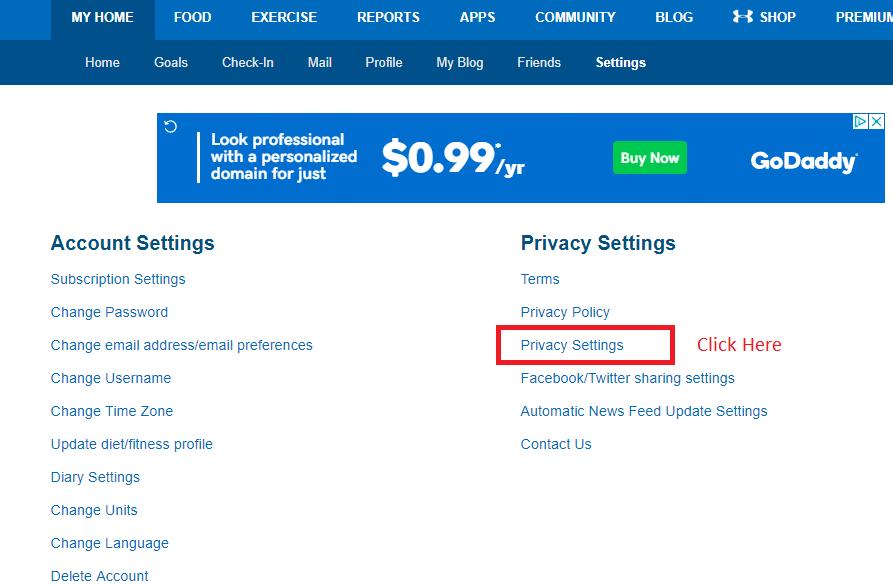 MY HOME FOOD EXERCISE REPORTS APPS COMMUNITY BLOG SHOP PREMIUM
Home Goals Check-In Mail Profile My Blog Friends Settings
Look professional
with a personalized
domain for just
$0.99*/yr
Buy Now
GoDaddy
Account Settings
Subscription Settings
Change Password
Change email address/email preferences
Change Username
Change Time Zone
Update diet/fitness profile
Diary Settings
Change Units
Change Language
Delete Account
Privacy Settings
Terms
Privacy Policy
Privacy Settings Click Here
Facebook/Twitter sharing settings
Automatic News Feed Update Settings
Contact Us